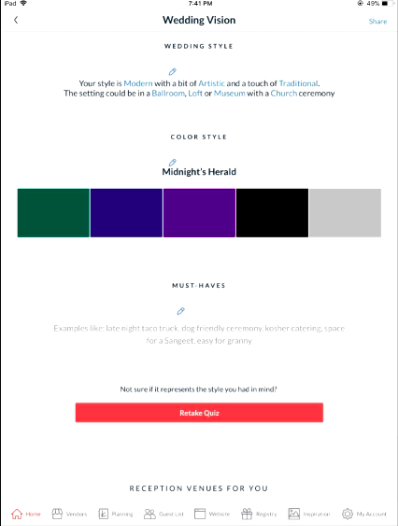 iPad
7:41 PM
49%
Wedding Vision
Share
WEDDING STYLE
Your style is Modern with a bit of Artistic and a touch of Traditional.
The setting could be in a Ballroom, Loft or Museum with a Church ceremony
COLOR STYLE
Midnight's Herald
MUST-HAVES
Examples like: late night taco truck, dog friendly ceremony, kosher catering, space
for a Sangeet, easy for granny
Not sure if it represents the style you had in mind?
Retake Quiz
RECEPTION VENUES FOR YOU
Home
Vendors
Planning
Guest List
Website
Registry
Inspiration
My Account